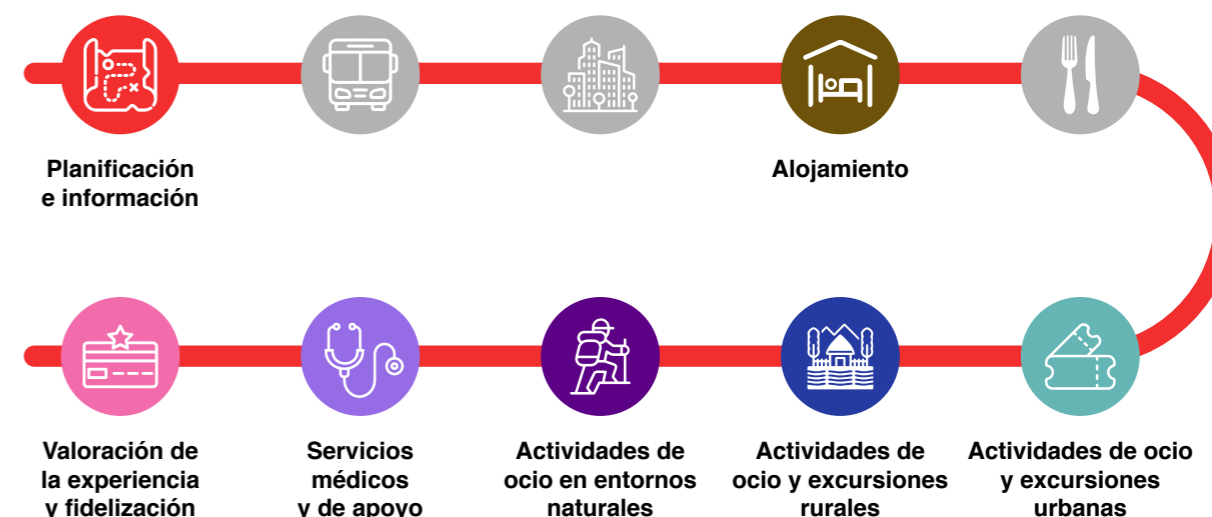 Planificación
e información
Alojamiento
Valoración de
la experiencia
y fidelización
Servicios
médicos
y de apoyo
Actividades de
ocio en entornos
naturales
Actividades de
ocio y excursiones
rurales
Actividades de ocio
y excursiones
urbanas